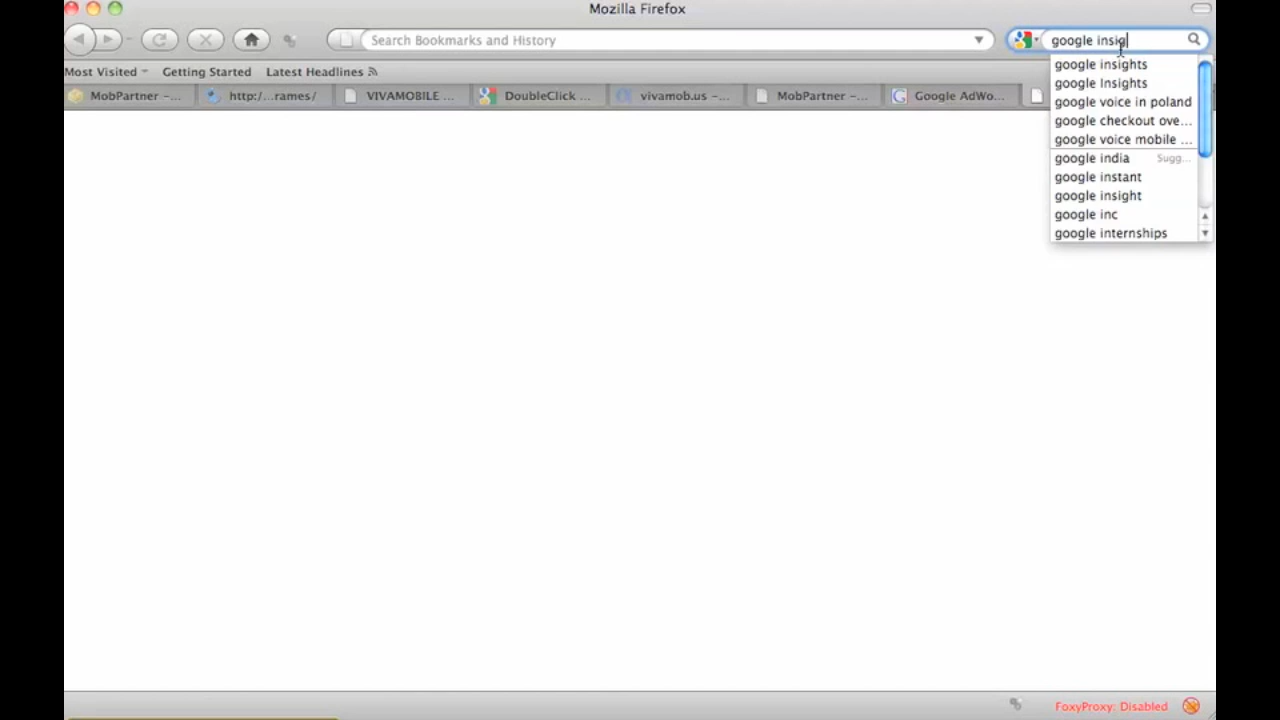 Mozilla Firefox
Search Bookmarks and History
google insig
Most Visited
Getting Started
Latest Headlines
MobPartner -...
http:/...rames/
VIVAMOBILE ...
DoubleClick ...
vivamob.us -...
MobPartner -...
Google AdWo...
google insights
google Insights
google voice in poland
google checkout ove...
google voice mobile ...
google india Sugg...
google instant
google insight
google inc
google internships
FoxyProxy: Disabled